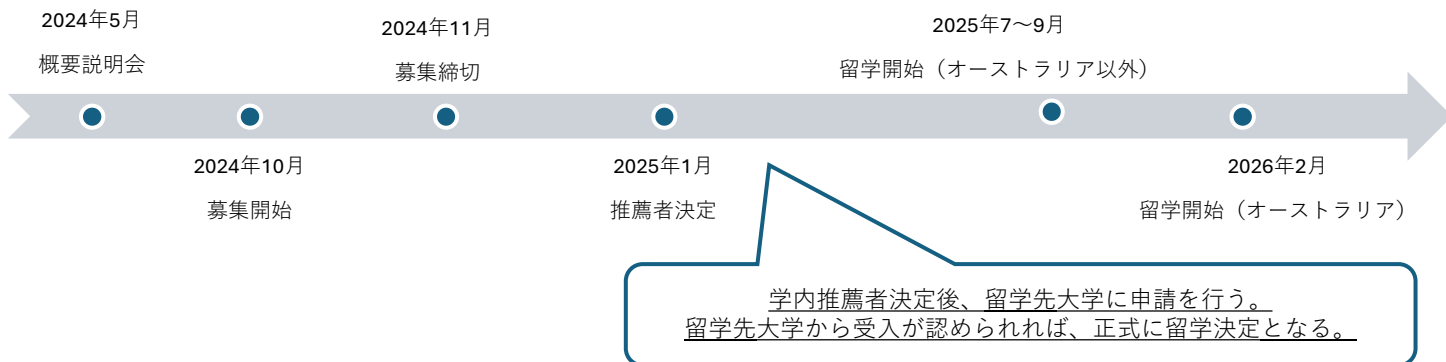 2024年5月
概要説明会
2024年10月
募集開始
2024年11月
募集締切
2025年1月
推薦者決定
2025年7～9月
留学開始（オーストラリア以外）
2026年2月
留学開始（オーストラリア）
学内推薦者決定後、留学先大学に申請を行う。
留学先大学から受入が認められれば、正式に留学決定となる。